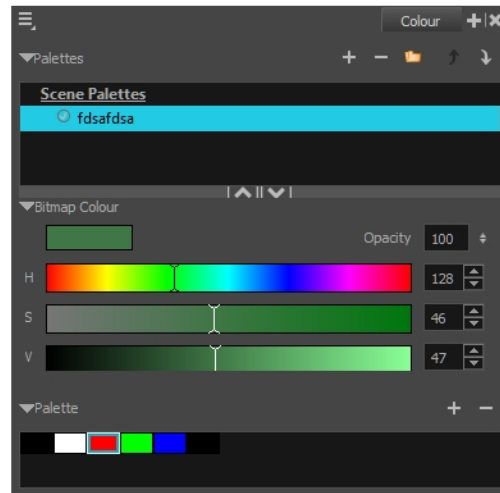 Colour
Palettes
Scene Palettes
fdsafdsa
Bitmap Colour
Opacity 100
H 128
S 46
V 47
Palette